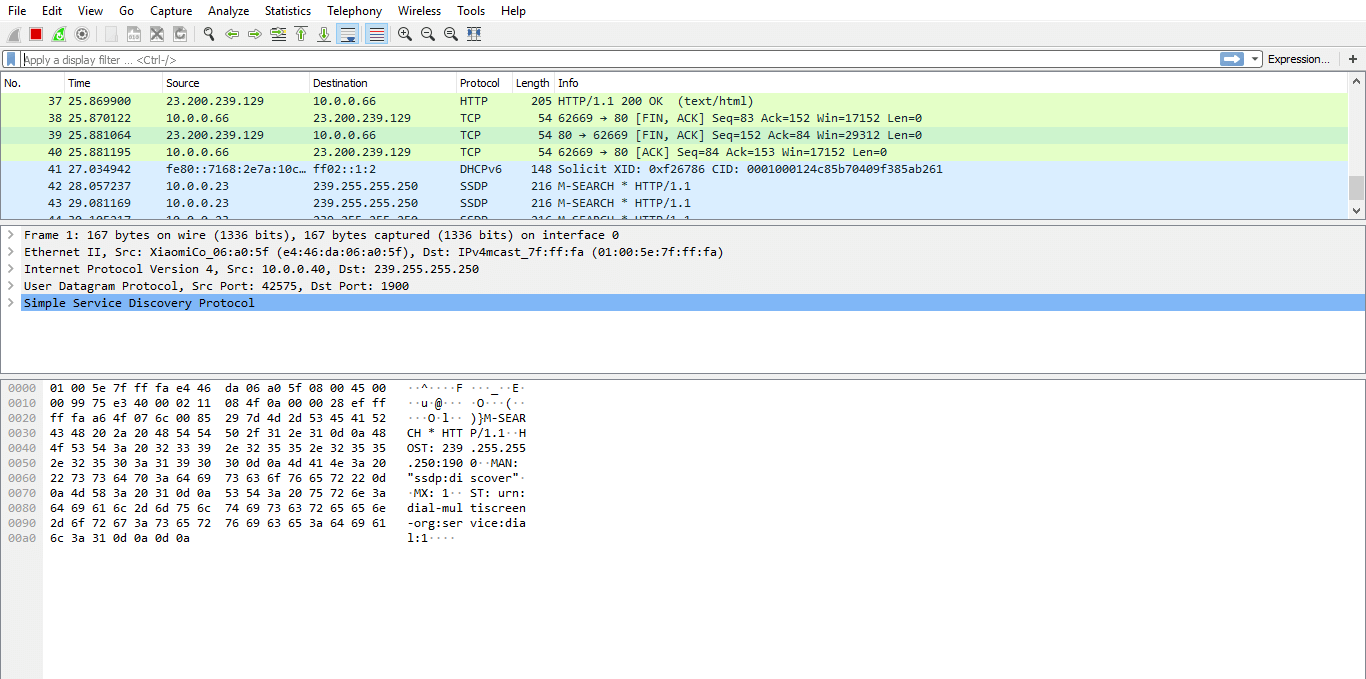 File Edit View Go Capture Analyze Statistics Telephony Wireless Tools Help
Apply a display filter ... <Ctrl-/> Expression... +
No. Time Source Destination Protocol Length Info
37 25.869900 23.200.239.129 10.0.0.66 HTTP 205 HTTP/1.1 200 OK (text/html)
38 25.870122 10.0.0.66 23.200.239.129 TCP 54 62669 → 80 [FIN, ACK] Seq=83 Ack=152 Win=17152 Len=0
39 25.881064 23.200.239.129 10.0.0.66 TCP 54 80 → 62669 [FIN, ACK] Seq=152 Ack=84 Win=29312 Len=0
40 25.881195 10.0.0.66 23.200.239.129 TCP 54 62669 → 80 [ACK] Seq=84 Ack=153 Win=17152 Len=0
41 27.034942 fe80::7168:2e7a:10c… ff02::1:2 DHCPv6 148 Solicit XID: 0xf26786 CID: 0001000124c85b70409f385ab261
42 28.057237 10.0.0.23 239.255.255.250 SSDP 216 M-SEARCH * HTTP/1.1
43 29.081169 10.0.0.23 239.255.255.250 SSDP 216 M-SEARCH * HTTP/1.1
44 30.105217 10.0.0.23 239.255.255.250 SSDP 216 M-SEARCH * HTTP/1.1
Frame 1: 167 bytes on wire (1336 bits), 167 bytes captured (1336 bits) on interface 0
Ethernet II, Src: XiaomiCo_06:a0:5f (e4:46:da:06:a0:5f), Dst: IPv4mcast_7f:ff:fa (01:00:5e:7f:ff:fa)
Internet Protocol Version 4, Src: 10.0.0.40, Dst: 239.255.255.250
User Datagram Protocol, Src Port: 42575, Dst Port: 1900
Simple Service Discovery Protocol
0000 01 00 5e 7f ff fa e4 46 da 06 a0 5f 08 00 45 00 ··^····F ···_··E·
0010 00 99 75 e3 40 00 02 11 08 4f 0a 00 00 28 ef ff ··u·@··· ·O···(··
0020 ff fa a6 4f 07 6c 00 85 29 7d 4d 2d 53 45 41 52 ···O·l·· )}M-SEAR
0030 43 48 20 2a 20 48 54 54 50 2f 31 2e 31 0d 0a 48 CH * HTT P/1.1··H
0040 4f 53 54 3a 20 32 33 39 2e 32 35 35 2e 32 35 35 OST: 239 .255.255
0050 2e 32 35 30 3a 31 39 30 30 0d 0a 4d 41 4e 3a 20 .250:190 0··MAN:
0060 22 73 73 64 70 3a 64 69 73 63 6f 76 65 72 22 0d "ssdp:di scover"·
0070 0a 4d 58 3a 20 31 0d 0a 53 54 3a 20 75 72 6e 3a ·MX: 1·· ST: urn:
0080 64 69 61 6c 2d 6d 75 6c 74 69 73 63 72 65 65 6e dial-mul tiscreen
0090 2d 6f 72 67 3a 73 65 72 76 69 63 65 3a 64 69 61 -org:ser vice:dia
00a0 6c 3a 31 0d 0a 0d 0a l:1····